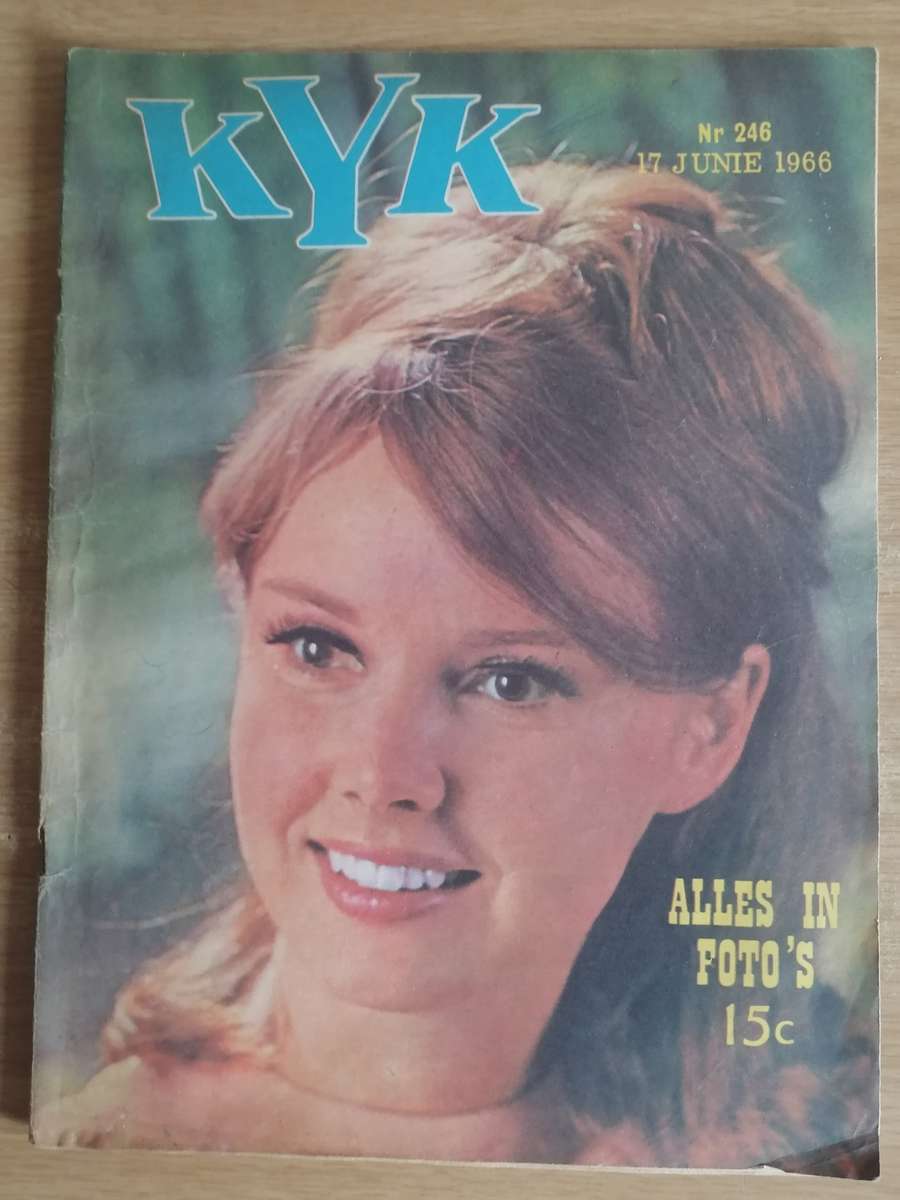 KYK
Nr 246
17 JUNIE 1966
ALLES IN
FOTO'S
15c